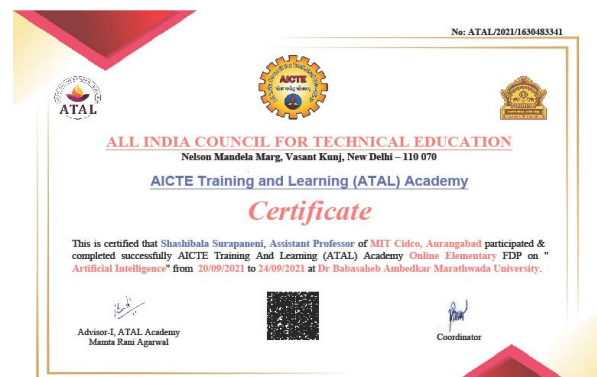 No: ATAL/2021/1630483341
ATAL
AICTE
ALL INDIA COUNCIL FOR TECHNICAL EDUCATION
Nelson Mandela Marg, Vasant Kunj, New Delhi – 110 070
AICTE Training and Learning (ATAL) Academy
Certificate
This is certified that Shashibala Surapaneni, Assistant Professor of MIT Cidco, Aurangabad participated &
completed successfully AICTE Training And Learning (ATAL) Academy Online Elementary FDP on "
Artificial Intelligence" from 20/09/2021 to 24/09/2021 at Dr Babasaheb Ambedkar Marathwada University.
Advisor-I, ATAL Academy
Mamta Rani Agarwal
Coordinator